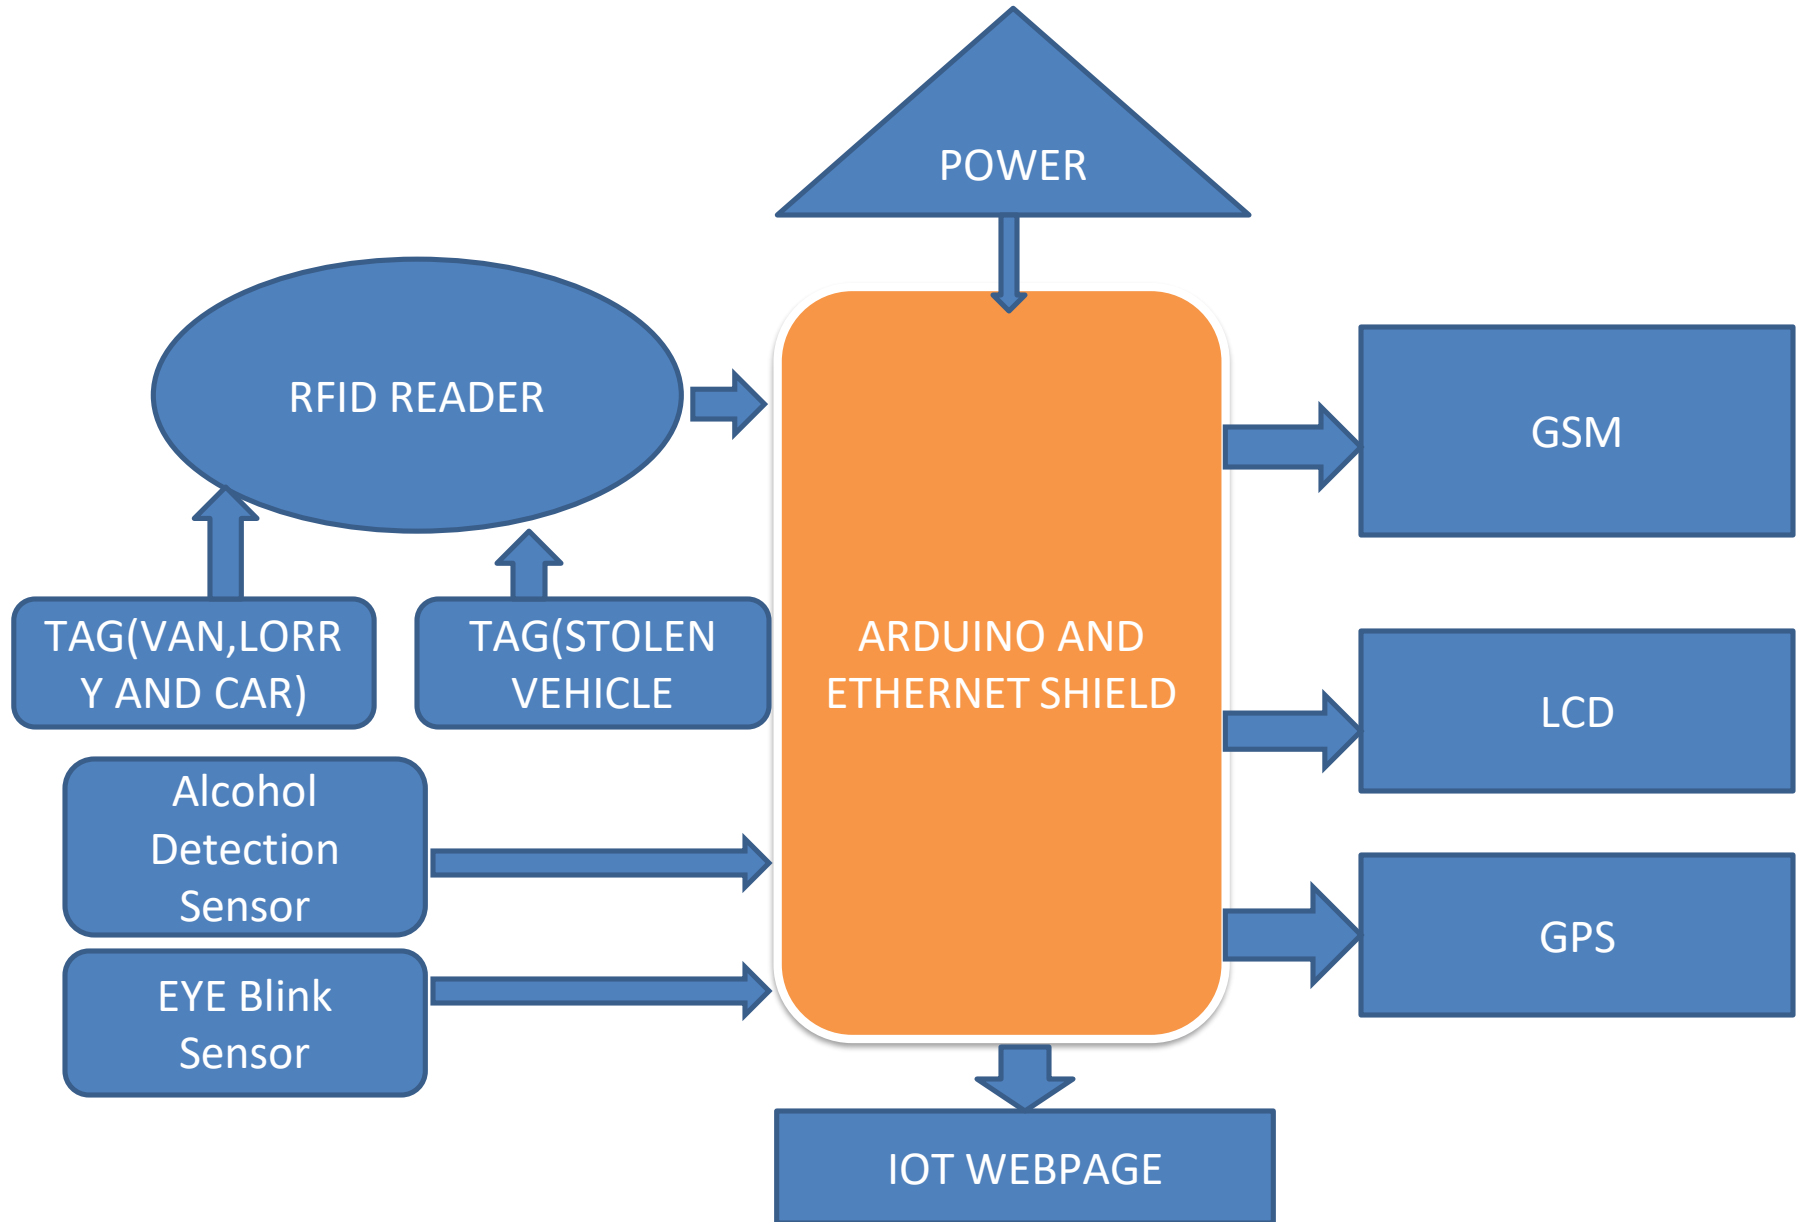 POWER
RFID READER
GSM
TAG(VAN,LORR
Y AND CAR)
TAG(STOLEN
VEHICLE
ARDUINO AND
ETHERNET SHIELD
LCD
Alcohol
Detection
Sensor
GPS
EYE Blink
Sensor
IOT WEBPAGE